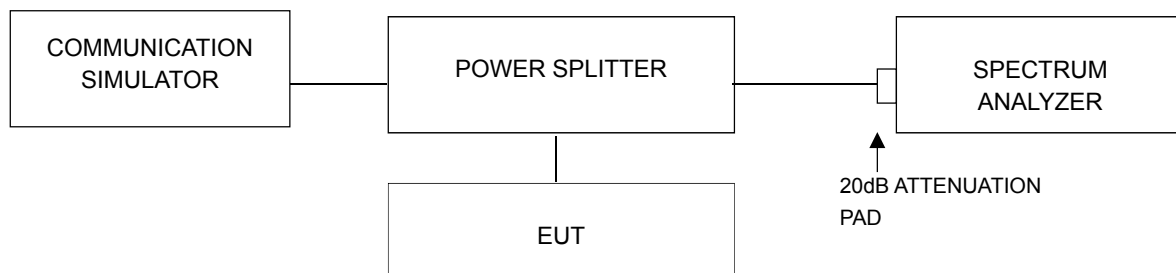 COMMUNICATION
SIMULATOR
POWER SPLITTER
SPECTRUM
ANALYZER
20dB ATTENUATION
PAD
EUT